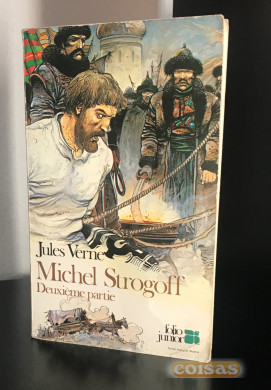 Jules Verne
Michel Strogoff
Deuxième partie
folio
junior
coisas